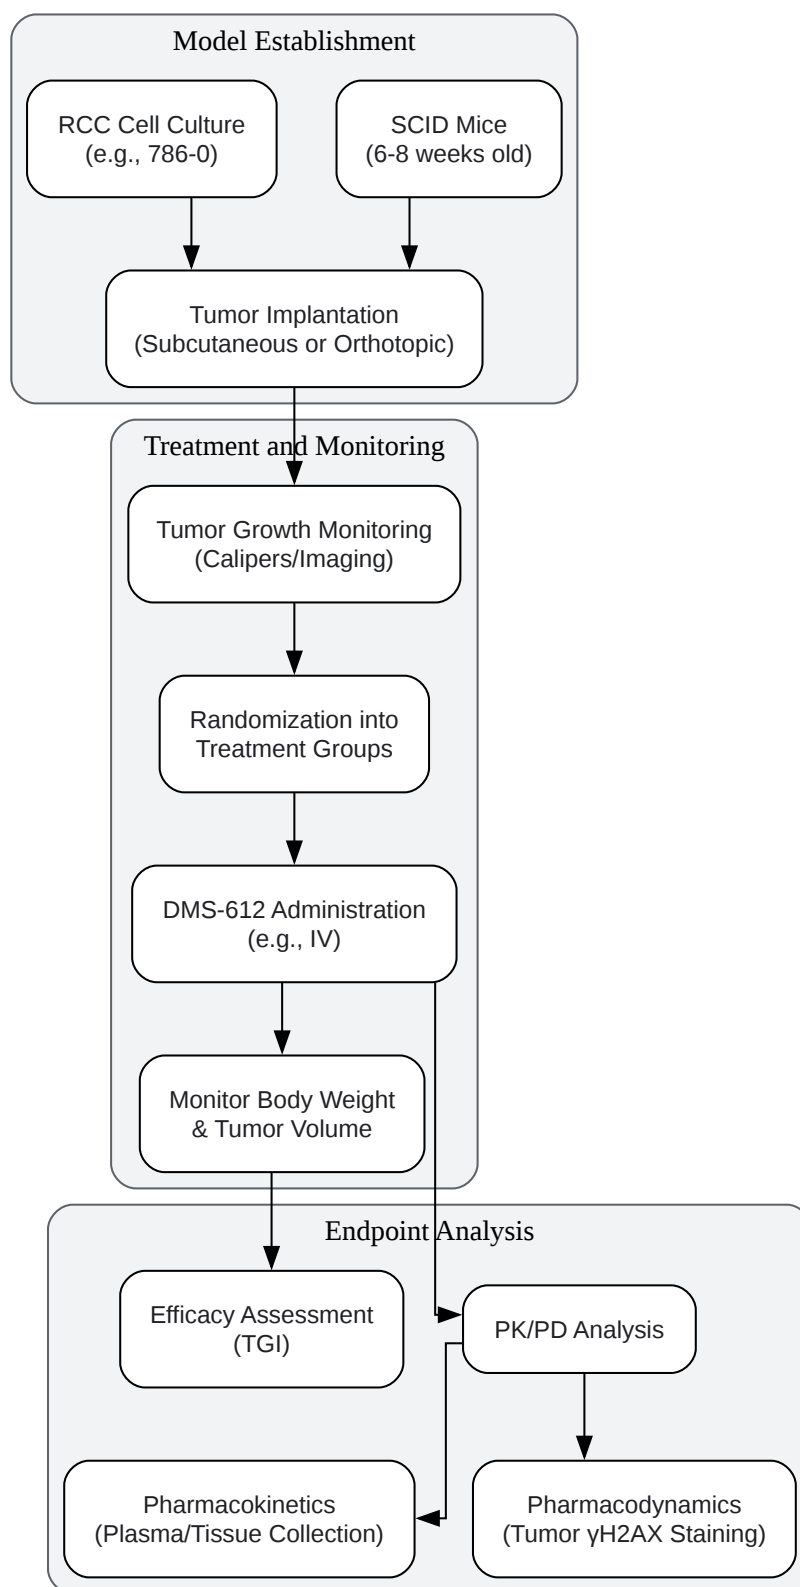 Model Establishment
RCC Cell Culture
(e.g., 786-0)
SCID Mice
(6-8 weeks old)
Tumor Implantation
(Subcutaneous or Orthotopic)
Treatment and Monitoring
Tumor Growth Monitoring
(Calipers/Imaging)
Randomization into
Treatment Groups
DMS-612 Administration
(e.g., IV)
Monitor Body Weight
& Tumor Volume
Endpoint Analysis
Efficacy Assessment
(TGI)
PK/PD Analysis
Pharmacokinetics
(Plasma/Tissue Collection)
Pharmacodynamics
(Tumor γH2AX Staining)